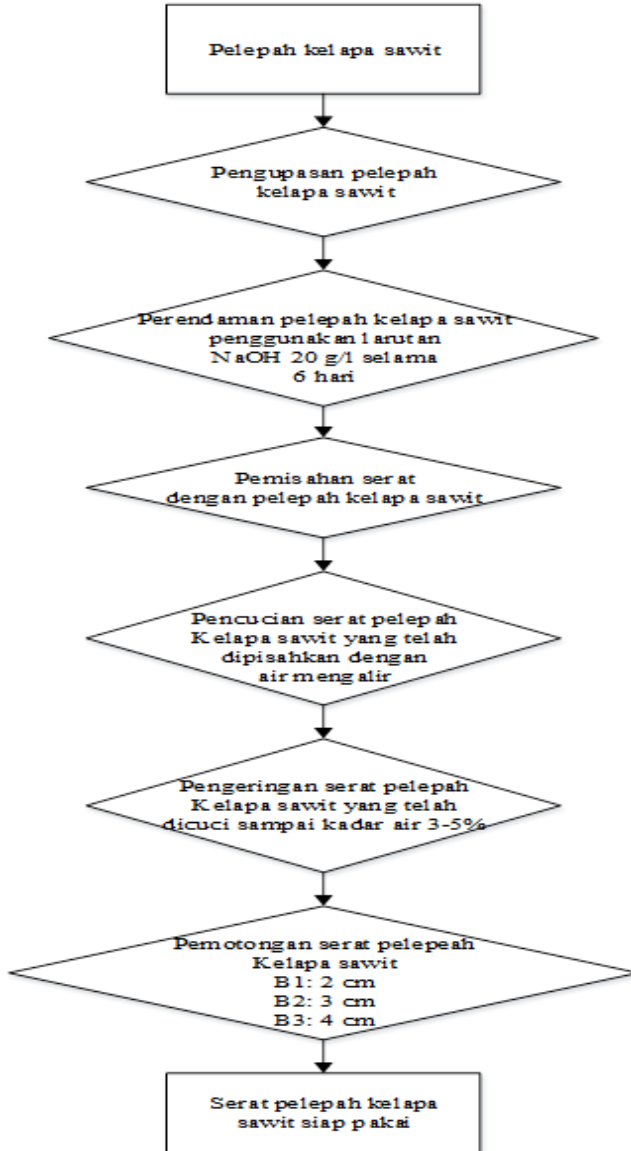 Pelepah kelapa sawit
Pengupasan pelepah
kelapa sawit
Perendaman pelepah kelapa sawit
penggunakan larutan
NaOH 20 g/l selama
6 hari
Pemisahan serat
dengan pelepah kelapa sawit
Pencucian serat pelepah
Kelapa sawit yang telah
dipisahkan dengan
air mengalir
Pengeringan serat pelepah
Kelapa sawit yang telah
dicuci sampai kadar air 3-5%
Pemotongan serat pelepeah
Kelapa sawit
B1: 2 cm
B2: 3 cm
B3: 4 cm
Serat pelepah kelapa
sawit siap pakai